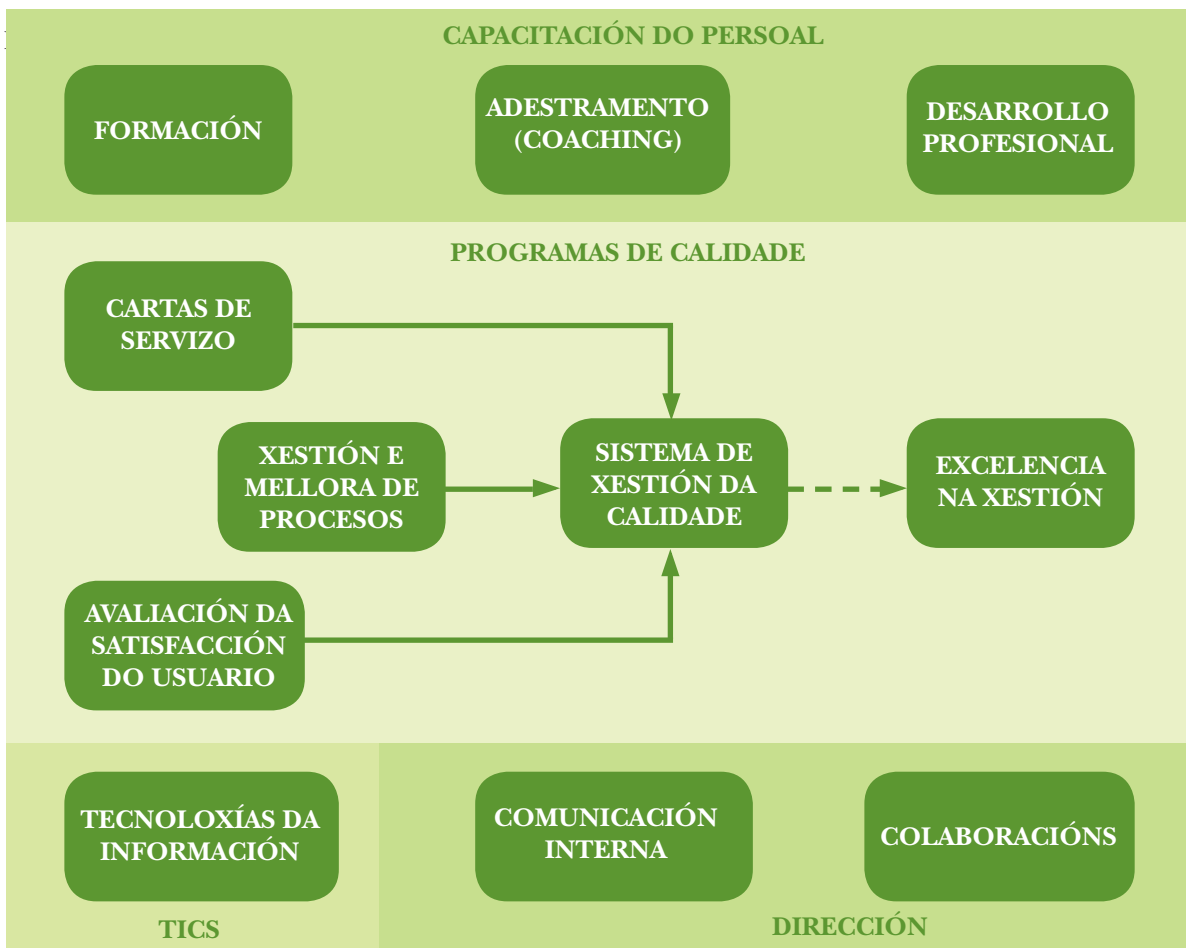 CAPACITACIÓN DO PERSOAL
FORMACIÓN
ADESTRAMENTO
(COACHING)
DESARROLLO
PROFESIONAL
PROGRAMAS DE CALIDADE
CARTAS DE
SERVIZO
XESTIÓN E
MELLORA DE
PROCESOS
SISTEMA DE
XESTIÓN DA
CALIDADE
EXCELENCIA
NA XESTIÓN
AVALIACIÓN DA
SATISFACCIÓN
DO USUARIO
TECNOLOXÍAS DA
INFORMACIÓN
TICS
COMUNICACIÓN
INTERNA
COLABORACIÓNS
DIRECCIÓN